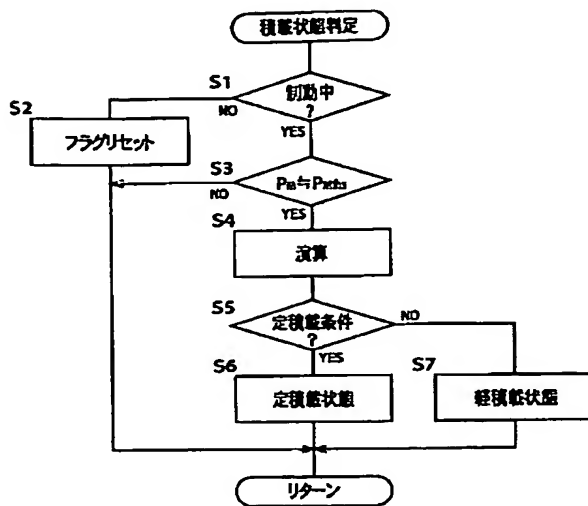 積載状態判定
S1
制動中
?
NO
YES
S2
フラグリセット
S3
NO
YES
S4
演算
S5
定積載条件
?
NO
YES
S6
定積載状態
S7
軽積載状態
リターン